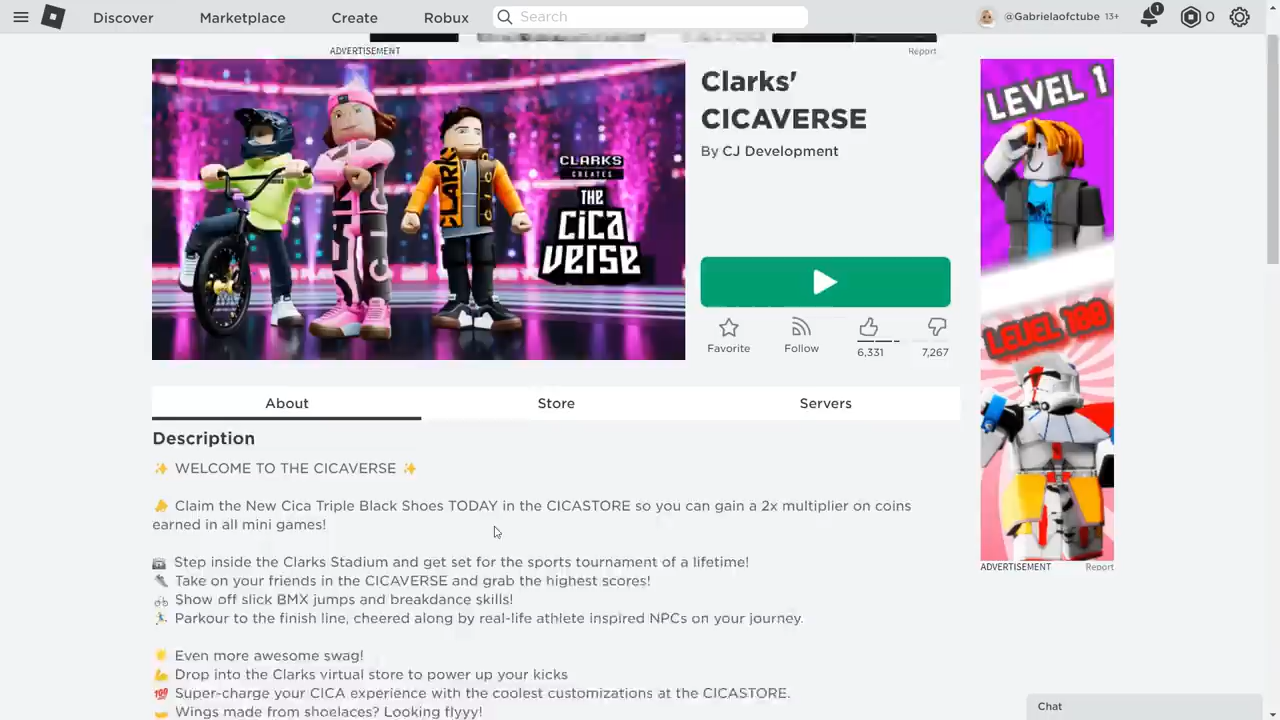 Discover
Marketplace
Create
Robux
Search
@Gabrielaofctube 13+
1
0
ADVERTISEMENT
Report
CLARKS
CREATES
THE
CICA
VERSE
Clarks'
CICAVERSE
By CJ Development
Favorite
Follow
6,331
7,267
LEVEL 1
LEVEL 100
ADVERTISEMENT
Report
About
Store
Servers
Description
✨ WELCOME TO THE CICAVERSE ✨
Claim the New Cica Triple Black Shoes TODAY in the CICASTORE so you can gain a 2x multiplier on coins
earned in all mini games!
Step inside the Clarks Stadium and get set for the sports tournament of a lifetime!
Take on your friends in the CICAVERSE and grab the highest scores!
Show off slick BMX jumps and breakdance skills!
Parkour to the finish line, cheered along by real-life athlete inspired NPCs on your journey.
Even more awesome swag!
Drop into the Clarks virtual store to power up your kicks
💯 Super-charge your CICA experience with the coolest customizations at the CICASTORE.
Wings made from shoelaces? Looking flyyy!
Chat